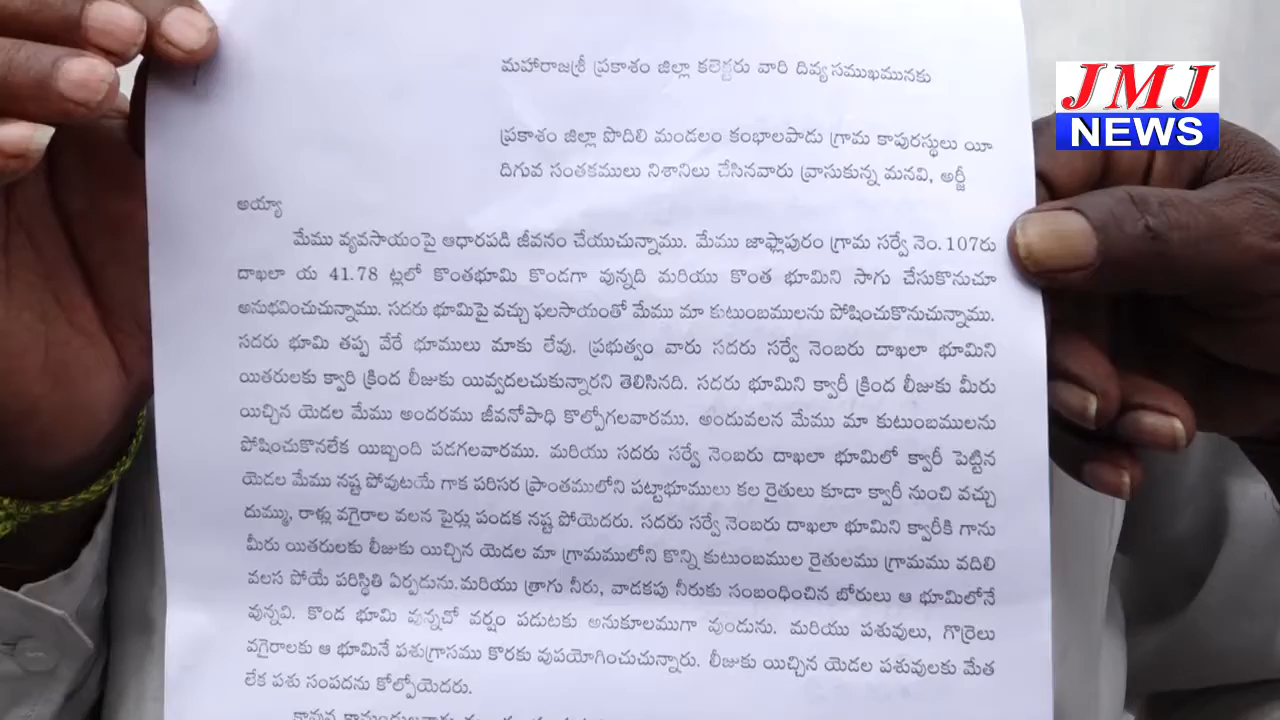 JMJ
NEWS
మహారాజశ్రీ ప్రకాశం జిల్లా కలెక్టరు వారి దివ్యసముఖమునకు
ప్రకాశం జిల్లా పొదిలి మండలం కంభాలపాడు గ్రామ కాపురస్థులు యీ
దిగువ సంతకములు నిశానిలు చేసినవారు వ్రాసుకున్న మనవి, అర్జీ
అయ్యా
మేము వ్యవసాయంపై ఆధారపడి జీవనం చేయుచున్నాము. మేము జాఫ్లాపురం గ్రామ సర్వే నెం. 107రు
దాఖలా య 41.78 ట్లలో కొంతభూమి కొండగా వున్నది మరియు కొంత భూమిని సాగు చేసుకొనుచూ
అనుభవించుచున్నాము. సదరు భూమిపై వచ్చు ఫలసాయంతో మేము మా కుటుంబములను పోషించుకొనుచున్నాము.
సదరు భూమి తప్ప వేరే భూములు మాకు లేవు. ప్రభుత్వం వారు సదరు సర్వే నెంబరు దాఖలా భూమిని
యితరులకు క్వారి క్రింద లీజుకు యివ్వదలచుకున్నారని తెలిసినది. సదరు భూమిని క్వారీ క్రింద లీజుకు మీరు
యిచ్చిన యెడల మేము అందరము జీవనోపాధి కొల్పోగలవారము. అందువలన మేము మా కుటుంబములను
పోషించుకొనలేక యిబ్బంది పడగలవారము. మరియు సదరు సర్వే నెంబరు దాఖలా భూమిలో క్వారీ పెట్టిన
యెడల మేము నష్ట పోవుటయే గాక పరిసర ప్రాంతములోని పట్టాభూములు కల రైతులు కూడా క్వారీ నుంచి వచ్చు
దుమ్ము, రాళ్లు వగైరాల వలన పైర్లు పండక నష్ట పోయెదరు. సదరు సర్వే నెంబరు దాఖలా భూమిని క్వారీకి గాను
మీరు యితరులకు లీజుకు యిచ్చిన యెడల మా గ్రామములోని కొన్ని కుటుంబముల రైతులము గ్రామము వదిలి
వలస పోయే పరిస్థితి ఏర్పడును.మరియు త్రాగు నీరు, వాడకపు నీరుకు సంబంధించిన బోరులు ఆ భూమిలోనే
వున్నవి. కొండ భూమి వున్నచో వర్షం పడుటకు అనుకూలముగా వుండును. మరియు పశువులు, గొర్రెలు
వగైరాలకు ఆ భూమినే పశుగ్రాసము కొరకు వుపయోగించుచున్నారు. లీజుకు యిచ్చిన యెడల పశువులకు మేత
లేక పశు సంపదను కోల్పోయెదరు.